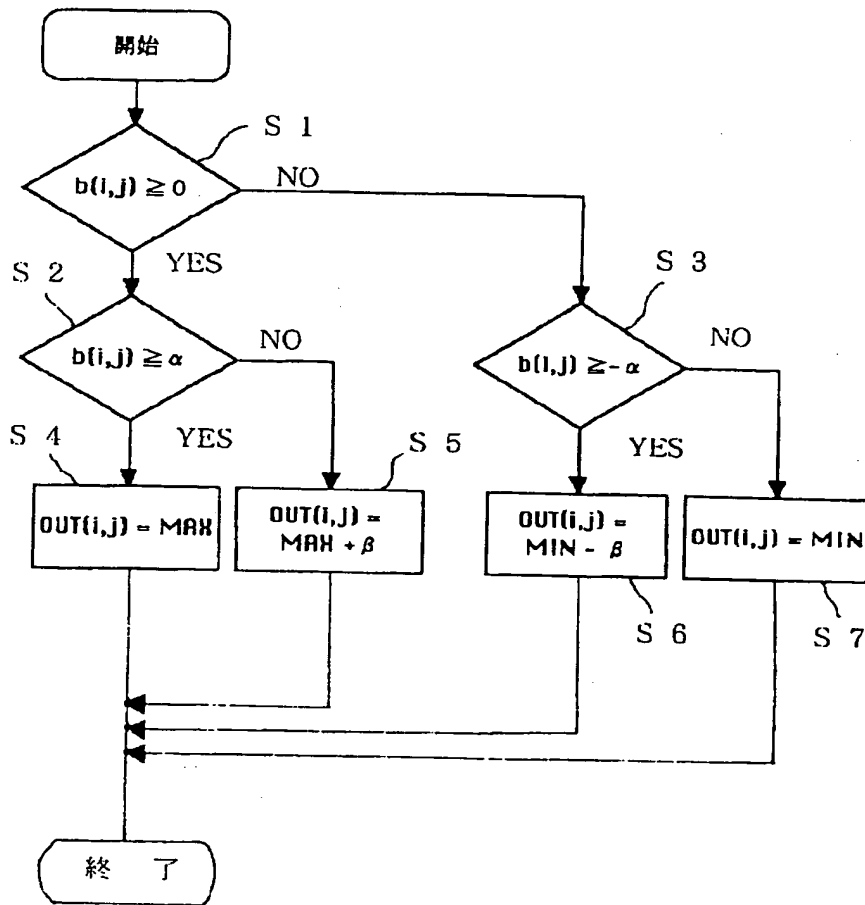 開始
S 1
b(i,j) ≧ 0
NO
YES
S 2
S 3
b(i,j) ≧ α
NO
b(i,j) ≧ - α
NO
S 4
YES
S 5
YES
OUT(i,j) = MAX
OUT(i,j) =
MAX + β
OUT(i,j) =
MIN - β
OUT(i,j) = MIN
S 6
S 7
終 了